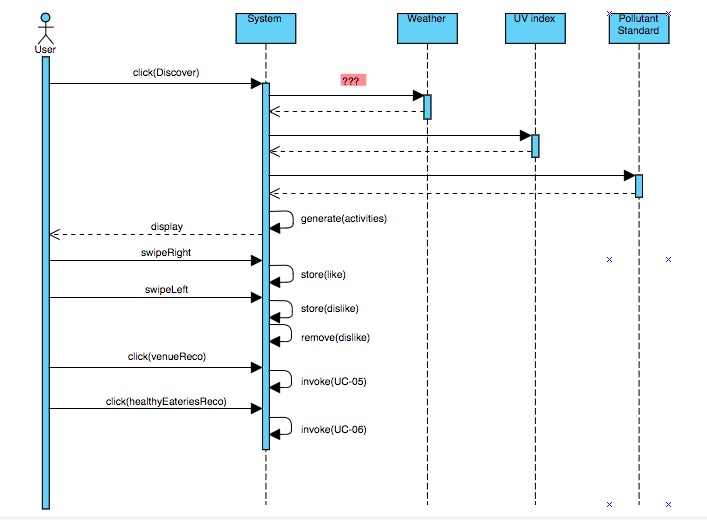 System
Weather
UV index
Pollutant
Standard
User
click(Discover)
???
generate(activities)
display
swipeRight
store(like)
swipeLeft
store(dislike)
remove(dislike)
click(venueReco)
invoke(UC-05)
click(healthyEateriesReco)
invoke(UC-06)